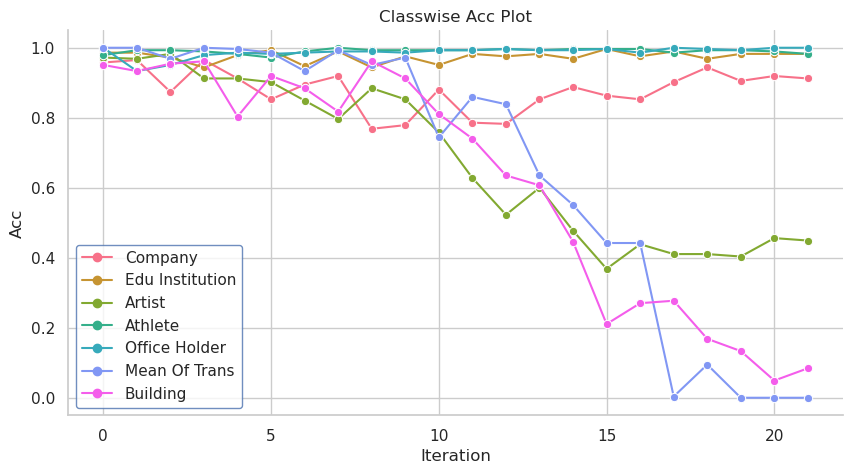 Classwise Acc Plot
Acc
1.0
0.8
0.6
0.4
0.2
0.0
Company
Edu Institution
Artist
Athlete
Office Holder
Mean Of Trans
Building
0 5 10 15 20
Iteration